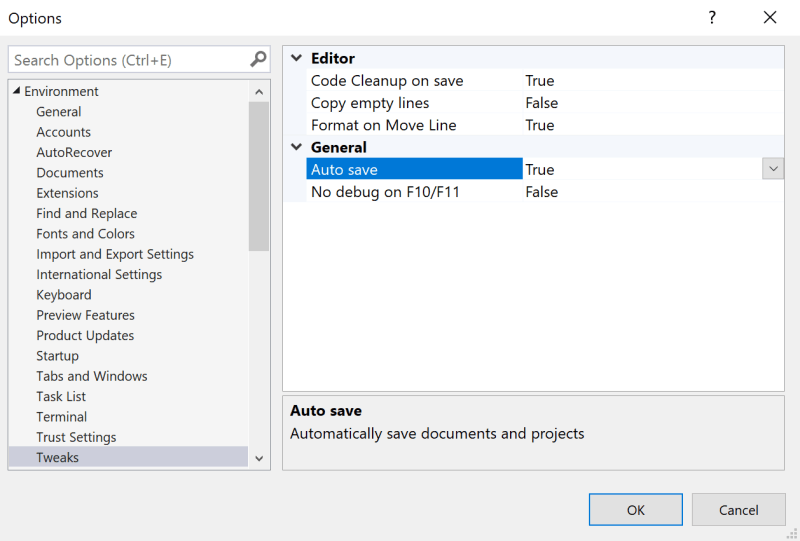 Options
?
Search Options (Ctrl+E)
Environment
General
Accounts
AutoRecover
Documents
Extensions
Find and Replace
Fonts and Colors
Import and Export Settings
International Settings
Keyboard
Preview Features
Product Updates
Startup
Tabs and Windows
Task List
Terminal
Trust Settings
Tweaks
Editor
Code Cleanup on save True
Copy empty lines False
Format on Move Line True
General
Auto save True
No debug on F10/F11 False
Auto save
Automatically save documents and projects
OK Cancel